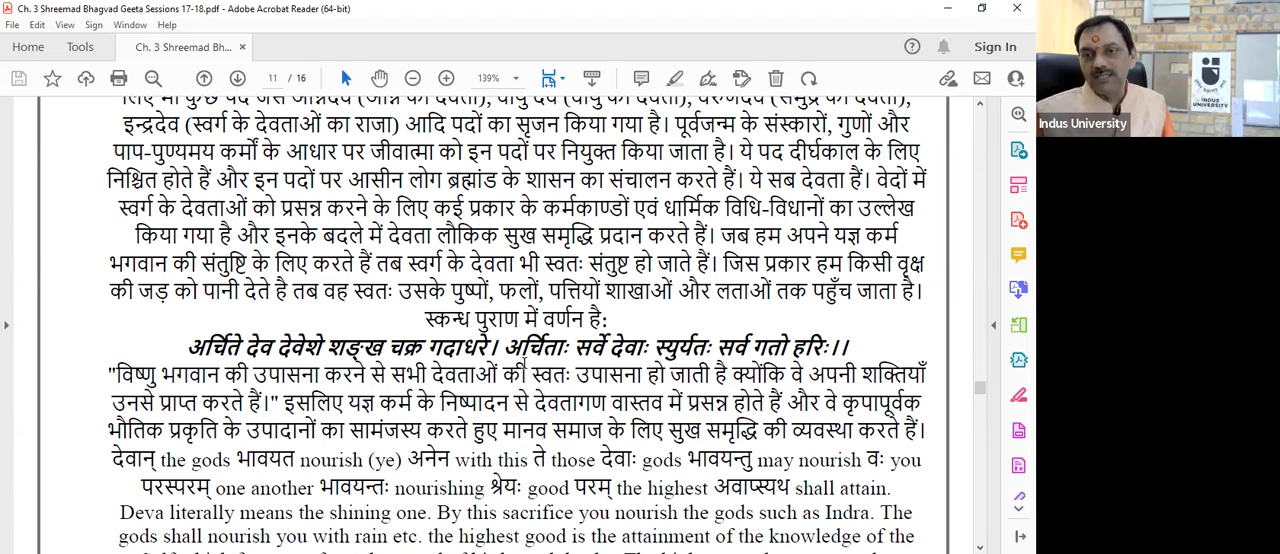 Ch. 3 Shreemad Bhagvad Geeta Sessions 17-18.pdf - Adobe Acrobat Reader (64-bit)
File Edit View Sign Window Help
Home Tools Ch. 3 Shreemad Bh... Sign In
11 / 16 139%
इन्द्रदेव (स्वर्ग के देवताओं का राजा) आदि पदों का सृजन किया गया है। पूर्वजन्म के संस्कारों, गुणों और
पाप-पुण्यमय कर्मों के आधार पर जीवात्मा को इन पदों पर नियुक्त किया जाता है। ये पद दीर्घकाल के लिए
निश्चित होते हैं और इन पदों पर आसीन लोग ब्रह्मांड के शासन का संचालन करते हैं। ये सब देवता हैं। वेदों में
स्वर्ग के देवताओं को प्रसन्न करने के लिए कई प्रकार के कर्मकाण्डों एवं धार्मिक विधि-विधानों का उल्लेख
किया गया है और इनके बदले में देवता लौकिक सुख समृद्धि प्रदान करते हैं। जब हम अपने यज्ञ कर्म
भगवान की संतुष्टि के लिए करते हैं तब स्वर्ग के देवता भी स्वतः संतुष्ट हो जाते हैं। जिस प्रकार हम किसी वृक्ष
की जड़ को पानी देते है तब वह स्वतः उसके पुष्पों, फलों, पत्तियों शाखाओं और लताओं तक पहुँच जाता है।
स्कन्ध पुराण में वर्णन है:
अर्चिते देव देवेशे शङ्ख चक्र गदाधरे। अर्चिताः सर्वे देवाः स्युर्यतः सर्व गतो हरिः।।
"विष्णु भगवान की उपासना करने से सभी देवताओं की स्वतः उपासना हो जाती है क्योंकि वे अपनी शक्तियाँ
उनसे प्राप्त करते हैं।" इसलिए यज्ञ कर्म के निष्पादन से देवतागण वास्तव में प्रसन्न होते हैं और वे कृपापूर्वक
भौतिक प्रकृति के उपादानों का सामंजस्य करते हुए मानव समाज के लिए सुख समृद्धि की व्यवस्था करते हैं।
देवान् the gods भावयत nourish (ye) अनेन with this ते those देवाः gods भावयन्तु may nourish वः you
परस्परम् one another भावयन्तः nourishing श्रेयः good परम् the highest अवाप्स्यथ shall attain.
Deva literally means the shining one. By this sacrifice you nourish the gods such as Indra. The
gods shall nourish you with rain etc. the highest good is the attainment of the knowledge of the
INDUS
UNIVERSITY
Indus University